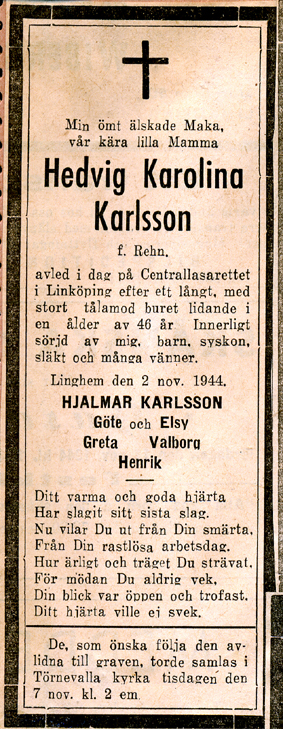 Min ömt älskade Maka,
vår kära lilla Mamma
Hedvig Karolina
Karlsson
f. Rehn,
avled i dag på Centrallasarettet
i Linköping efter ett långt, med
stort tålamod buret lidande i
en ålder av 46 år Innerligt
sörjd av mig, barn, syskon,
släkt och många vänner.
Linghem den 2 nov. 1944.
HJALMAR KARLSSON
Göte och Elsy
Greta Valborg
Henrik
Ditt varma och goda hjärta
Har slagit sitt sista slag.
Nu vilar Du ut från Din smärta,
Från Din rastlösa arbetsdag.
Hur ärligt och träget Du strävat.
För mödan Du aldrig vek,
Din blick var öppen och trofast.
Ditt hjärta ville ej svek.
De, som önska följa den av-
lidna till graven, torde samlas i
Törnevalla kyrka tisdagen den
7 nov. kl. 2 em